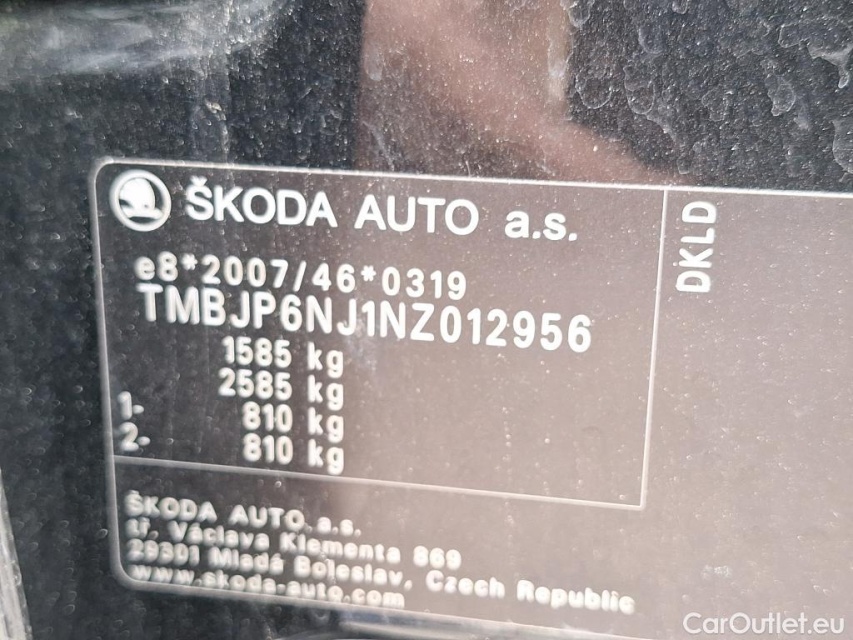 ŠKODA AUTO a.s.
e8*2007/46*0319
TMBJP6NJ1NZ012956
1585 kg
2585 kg
1- 810 kg
2- 810 kg
DKLD
ŠKODA AUTO a.s.
tř. Václava Klementa 869
29301 Mladá Boleslav, Czech Republic
www.skoda-auto.com
CarOutlet.eu